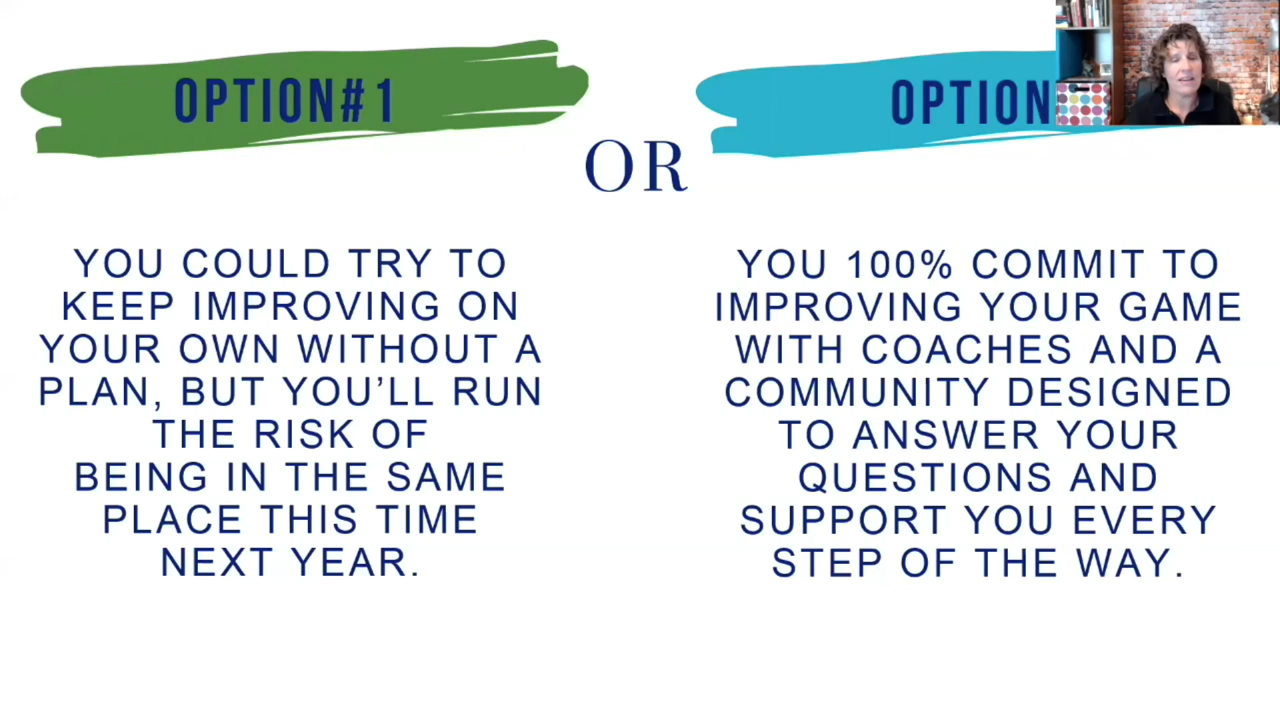 OPTION#1
OPTION
OR
YOU COULD TRY TO
KEEP IMPROVING ON
YOUR OWN WITHOUT A
PLAN, BUT YOU'LL RUN
THE RISK OF
BEING IN THE SAME
PLACE THIS TIME
NEXT YEAR.
YOU 100% COMMIT TO
IMPROVING YOUR GAME
WITH COACHES AND A
COMMUNITY DESIGNED
TO ANSWER YOUR
QUESTIONS AND
SUPPORT YOU EVERY
STEP OF THE WAY.